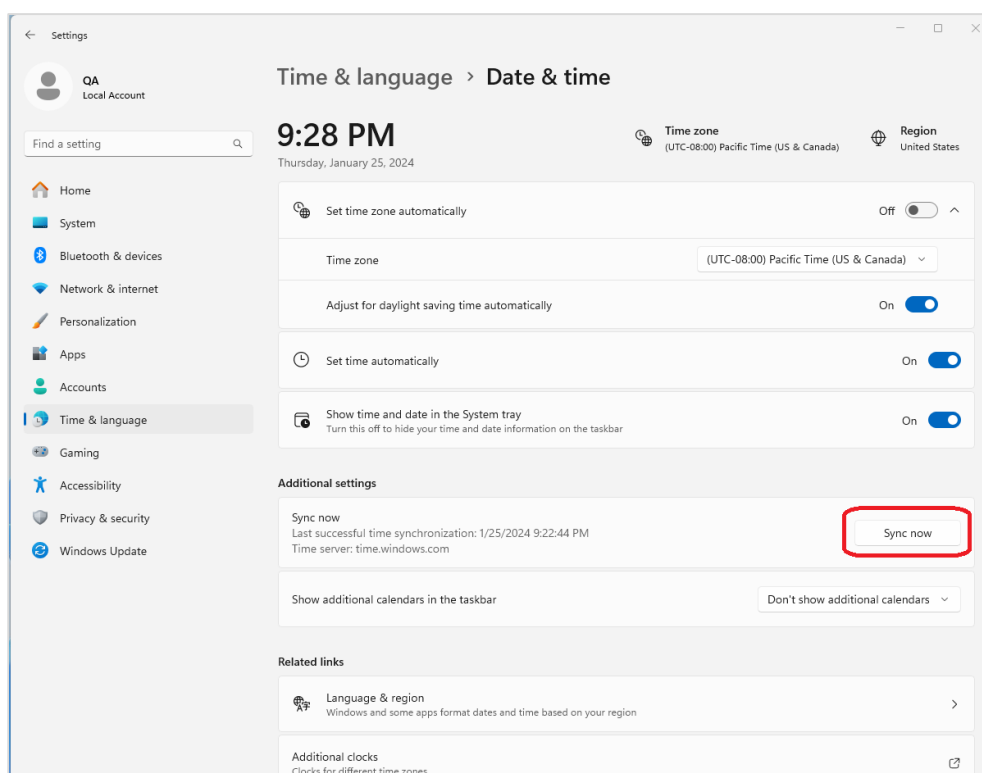 Settings
QA
Local Account
Find a setting
Home
System
Bluetooth & devices
Network & internet
Personalization
Apps
Accounts
Time & language
Gaming
Accessibility
Privacy & security
Windows Update
Time & language > Date & time
9:28 PM
Thursday, January 25, 2024
Time zone
(UTC-08:00) Pacific Time (US & Canada)
Region
United States
Set time zone automatically
Off
Time zone
(UTC-08:00) Pacific Time (US & Canada)
Adjust for daylight saving time automatically
On
Set time automatically
On
Show time and date in the System tray
Turn this off to hide your time and date information on the taskbar
On
Additional settings
Sync now
Last successful time synchronization: 1/25/2024 9:22:44 PM
Time server: time.windows.com
Sync now
Show additional calendars in the taskbar
Don't show additional calendars
Related links
Language & region
Windows and some apps format dates and time based on your region
Additional clocks
Clocks for different time zones